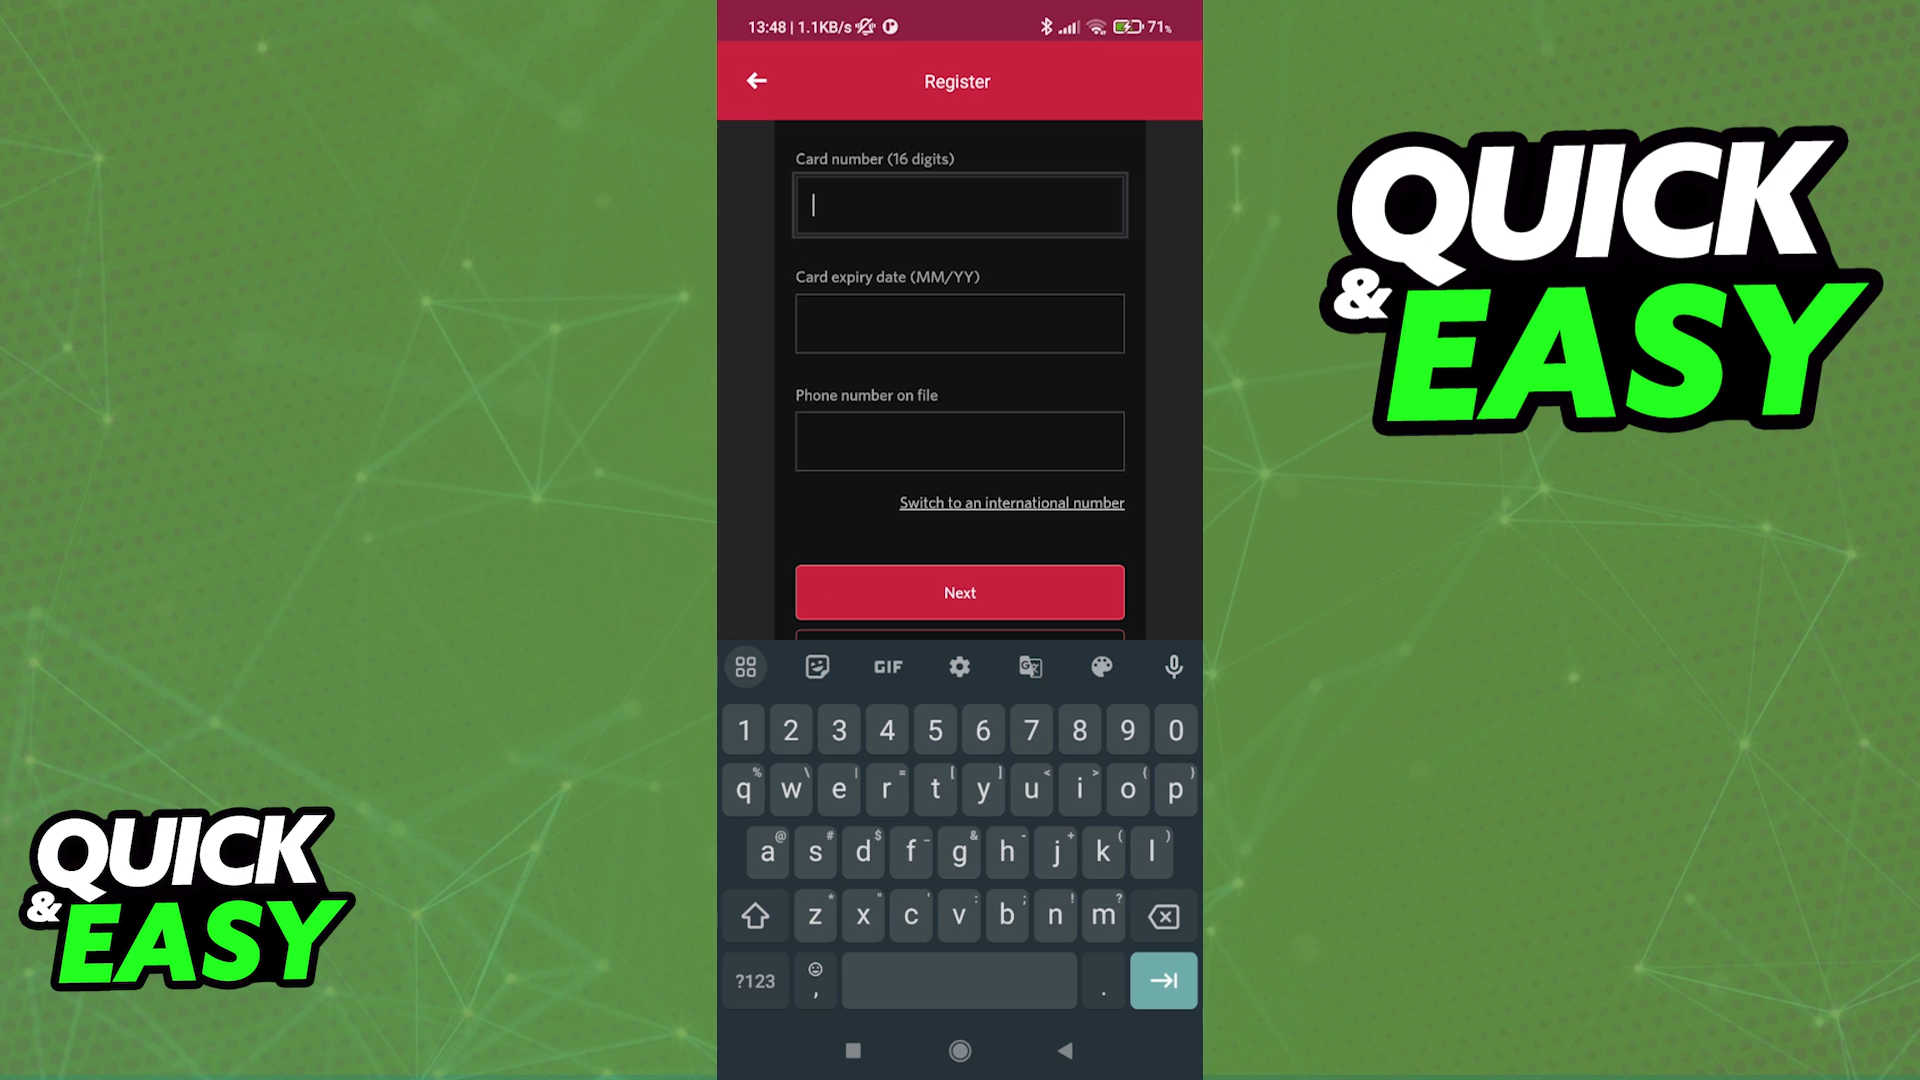 13:48 | 1.1KB/s
71%
Register
Card number (16 digits)
Card expiry date (MM/YY)
Phone number on file
Switch to an international number
Next
GIF
1 2 3 4 5 6 7 8 9 0
% \ | = [ ] < > { }
q w e r t y u i o p
@ # $ _ & - + ( )
a s d f g h j k l
* " ' : ; ! ?
z x c v b n m
?123 , .
QUICK
& EASY
QUICK
& EASY